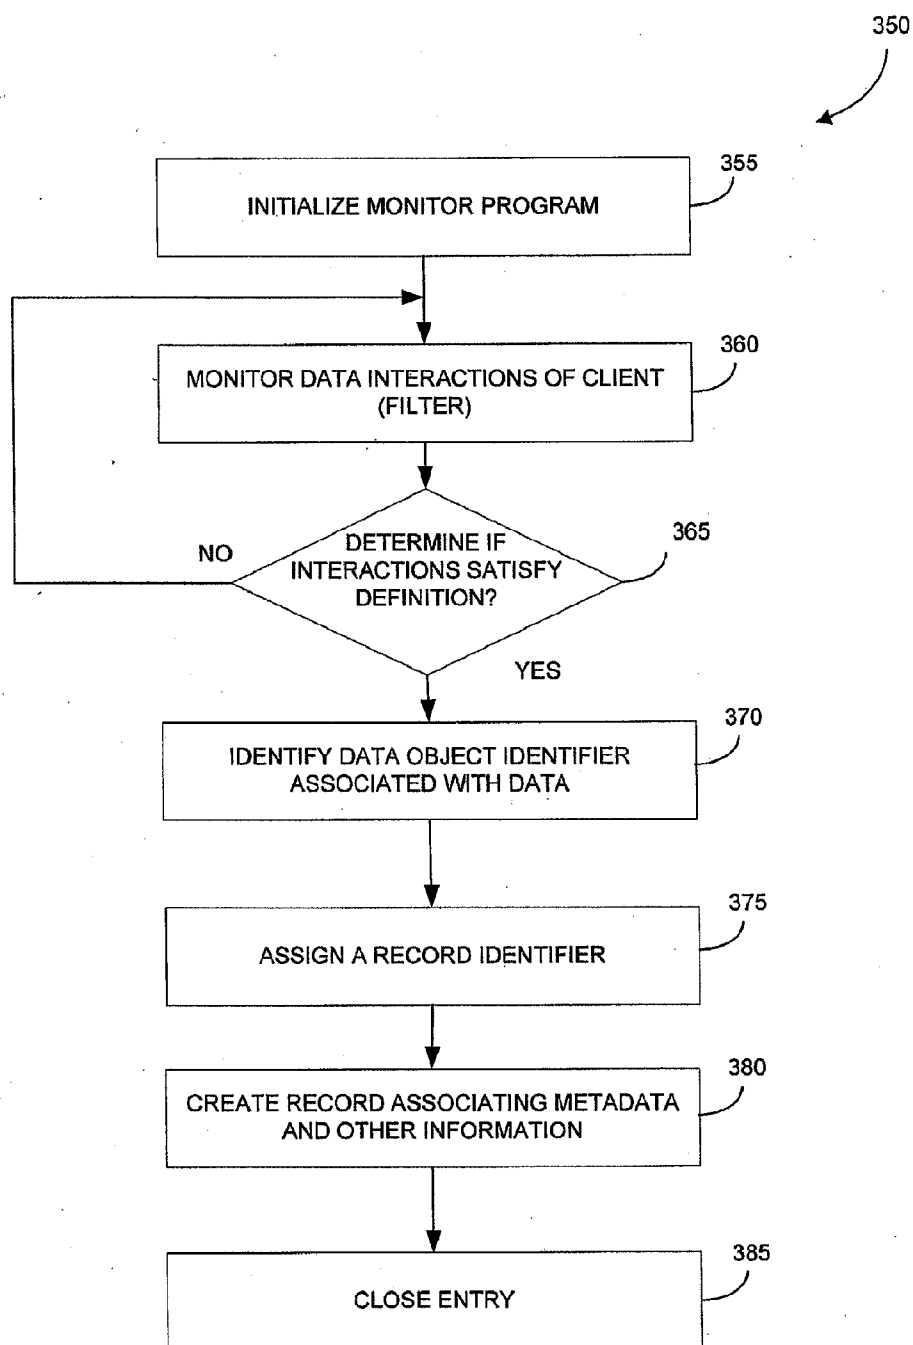 350
355
INITIALIZE MONITOR PROGRAM
360
MONITOR DATA INTERACTIONS OF CLIENT
(FILTER)
365
NO
DETERMINE IF
INTERACTIONS SATISFY
DEFINITION?
YES
370
IDENTIFY DATA OBJECT IDENTIFIER
ASSOCIATED WITH DATA
375
ASSIGN A RECORD IDENTIFIER
380
CREATE RECORD ASSOCIATING METADATA
AND OTHER INFORMATION
385
CLOSE ENTRY